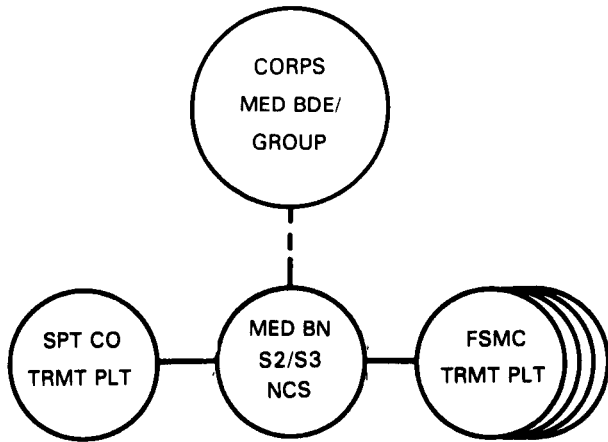 CORPS
MED BDE/
GROUP
SPT CO
TRMT PLT
MED BN
S2/S3
NCS
FSMC
TRMT PLT